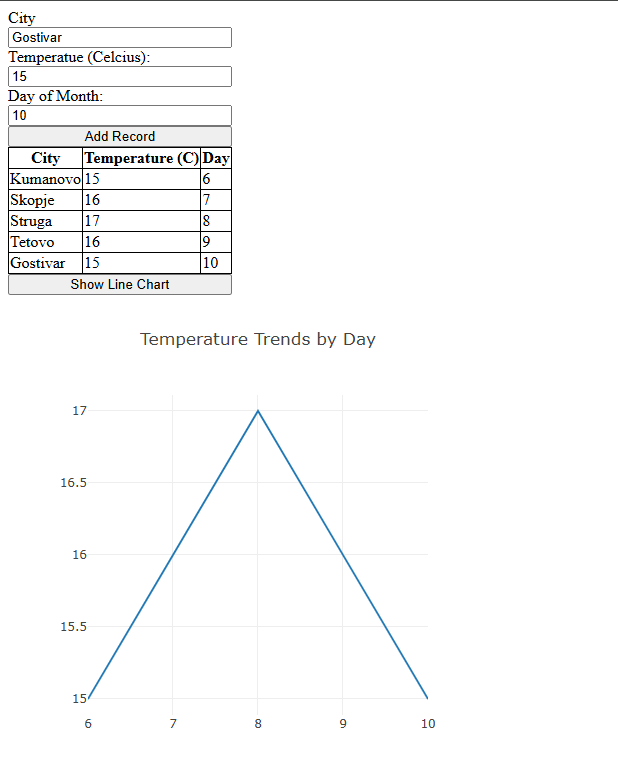 City
Gostivar
Temperatue (Celcius):
15
Day of Month:
10
Add Record
City Temperature (C) Day
Kumanovo 15 6
Skopje 16 7
Struga 17 8
Tetovo 16 9
Gostivar 15 10
Show Line Chart
Temperature Trends by Day
17
16.5
16
15.5
15
6 7 8 9 10